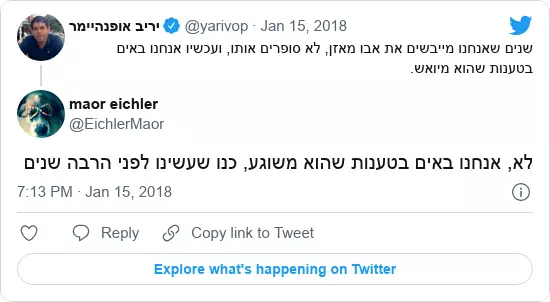 יריב אופנהיימר @yarivop · Jan 15, 2018
שנים שאנחנו מייבשים את אבו מאזן, לא סופרים אותו, ועכשיו אנחנו באים
בטענות שהוא מיואש.
maor eichler
@EichlerMaor
לא, אנחנו באים בטענות שהוא משוגע, כנו שעשינו לפני הרבה שנים
7:13 PM · Jan 15, 2018
Reply
Copy link to Tweet
Explore what's happening on Twitter